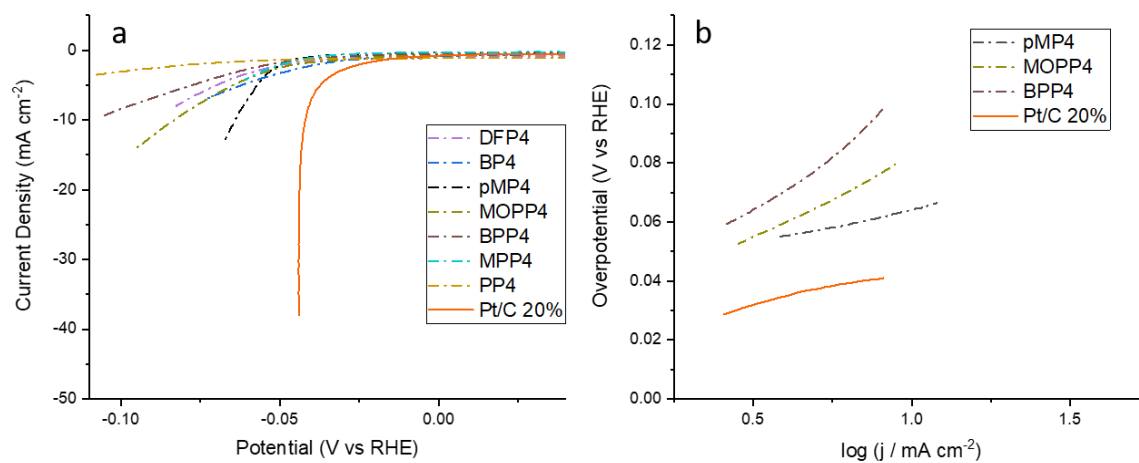 a
Current Density (mA cm-2)
0
-10
-20
-30
-40
-50
-0.10
-0.05
0.00
Potential (V vs RHE)
DFP4
BP4
pMP4
MOPP4
BPP4
MPP4
PP4
Pt/C 20%
b
Overpotential (V vs RHE)
0.12
0.10
0.08
0.06
0.04
0.02
0.00
0.5
1.0
1.5
log (j / mA cm-2)
pMP4
MOPP4
BPP4
Pt/C 20%